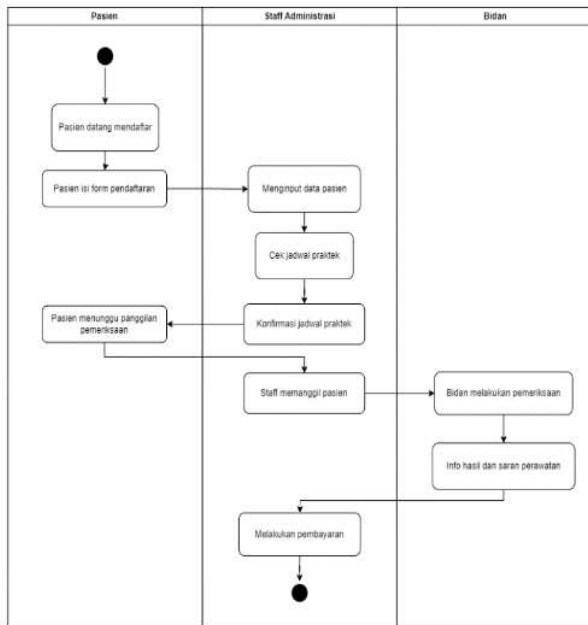 Pasien
Staff Administrasi
Bidan
Pasien datang mendaftar
Pasien isi form pendaftaran
Menginput data pasien
Cek jadwal praktek
Konfirmasi jadwal praktek
Pasien menunggu panggilan
pemeriksaan
Staff memanggil pasien
Bidan melakukan pemeriksaan
Info hasil dan saran perawatan
Melakukan pembayaran